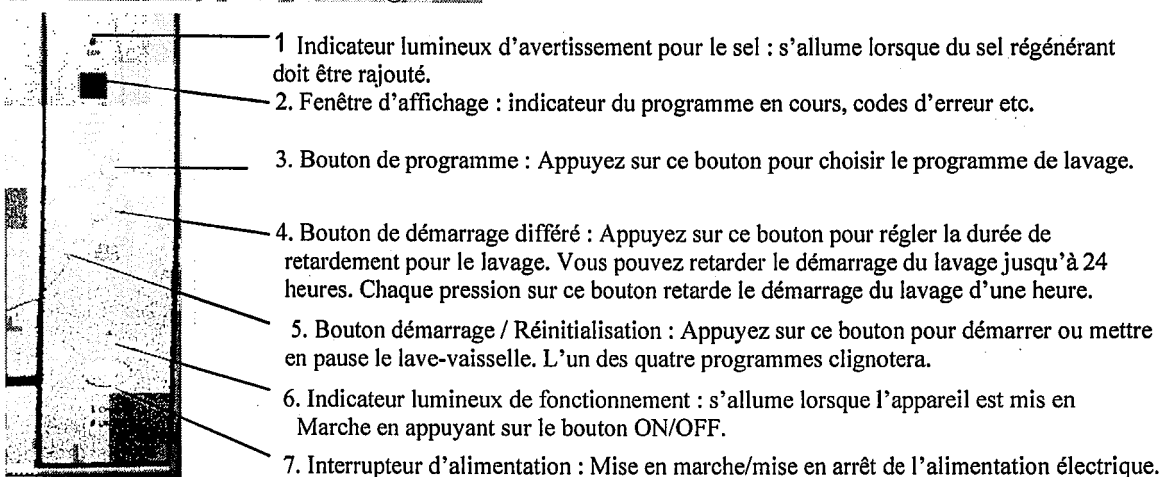 1 Indicateur lumineux d'avertissement pour le sel : s'allume lorsque du sel régénérant
doit être rajouté.
2. Fenêtre d'affichage : indicateur du programme en cours, codes d'erreur etc.
3. Bouton de programme : Appuyez sur ce bouton pour choisir le programme de lavage.
4. Bouton de démarrage différé : Appuyez sur ce bouton pour régler la durée de
retardement pour le lavage. Vous pouvez retarder le démarrage du lavage jusqu'à 24
heures. Chaque pression sur ce bouton retarde le démarrage du lavage d'une heure.
5. Bouton démarrage / Réinitialisation : Appuyez sur ce bouton pour démarrer ou mettre
en pause le lave-vaisselle. L'un des quatre programmes clignotera.
6. Indicateur lumineux de fonctionnement : s'allume lorsque l'appareil est mis en
Marche en appuyant sur le bouton ON/OFF.
7. Interrupteur d'alimentation : Mise en marche/mise en arrêt de l'alimentation électrique.